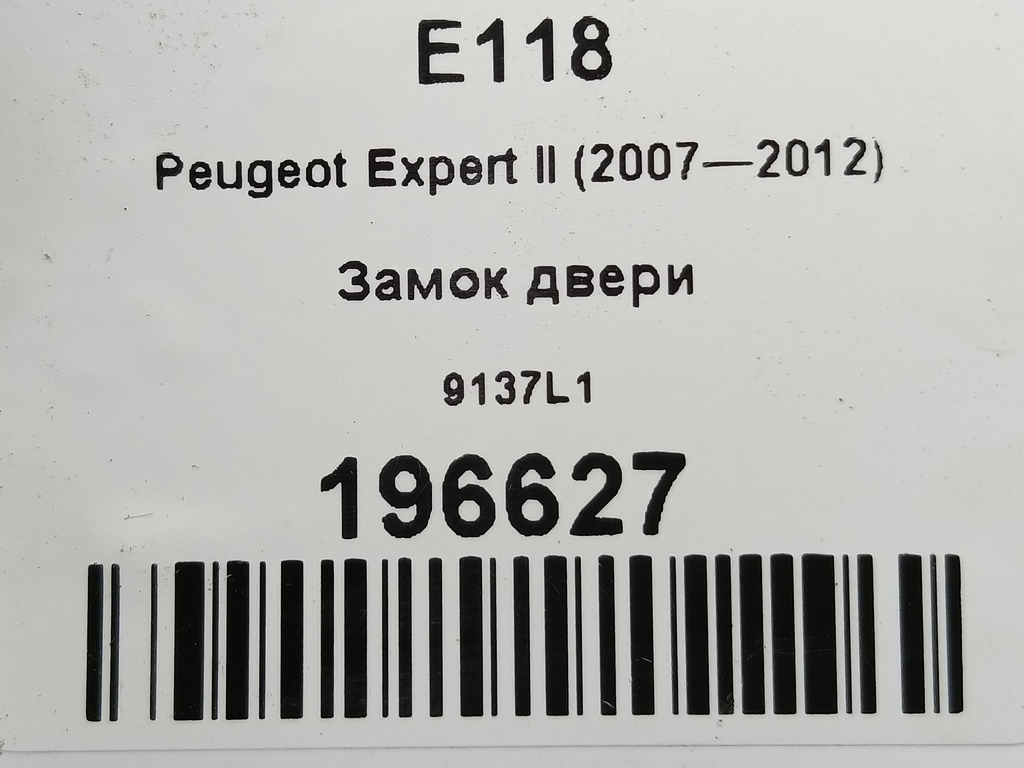 E118
Peugeot Expert II (2007—2012)
Замок двери
9137L1
196627